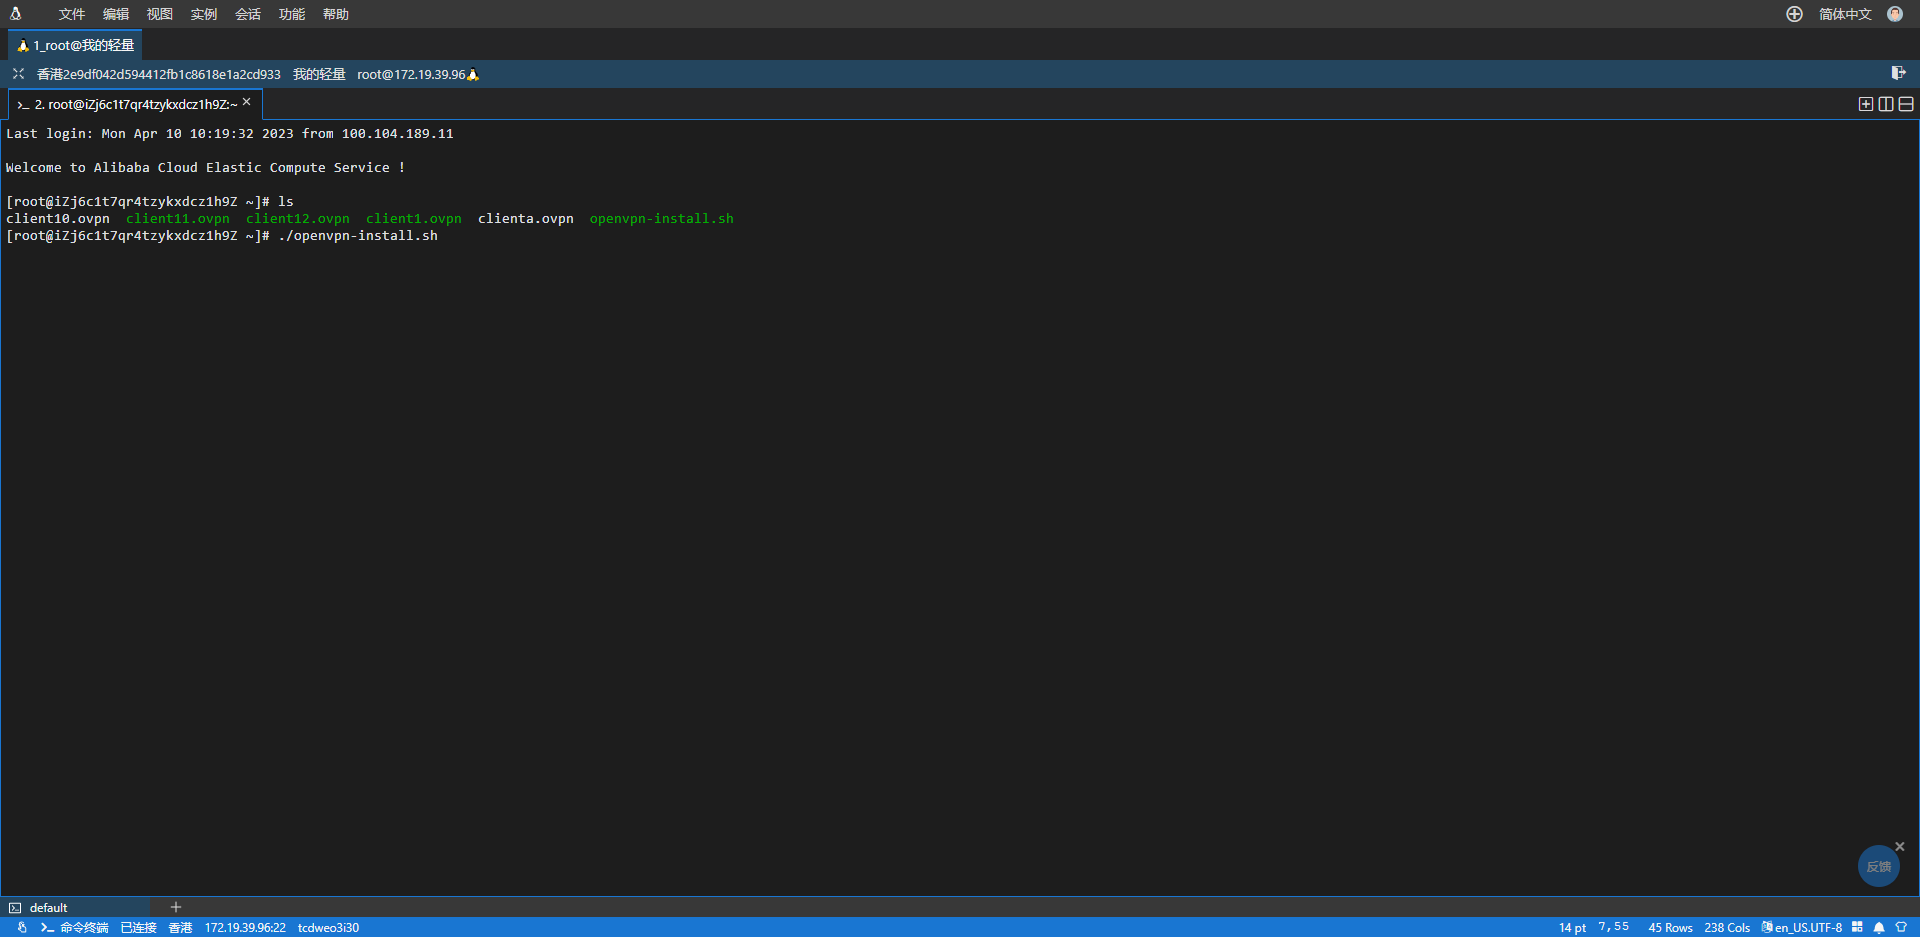 文件 编辑 视图 实例 会话 功能 帮助 简体中文
1_root@我的轻量
香港2e9df042d594412fb1c8618e1a2cd933 我的轻量 root@172.19.39.96
>_ 2. root@iZj6c1t7qr4tzykxdcz1h9Z:~ ×
Last login: Mon Apr 10 10:19:32 2023 from 100.104.189.11
Welcome to Alibaba Cloud Elastic Compute Service !
[root@iZj6c1t7qr4tzykxdcz1h9Z ~]# ls
client10.ovpn client11.ovpn client12.ovpn client1.ovpn clienta.ovpn openvpn-install.sh
[root@iZj6c1t7qr4tzykxdcz1h9Z ~]# ./openvpn-install.sh
反馈
default
命令终端 已连接 香港 172.19.39.96:22 tcdweo3i30 14 pt 7,55 45 Rows 238 Cols en_US.UTF-8